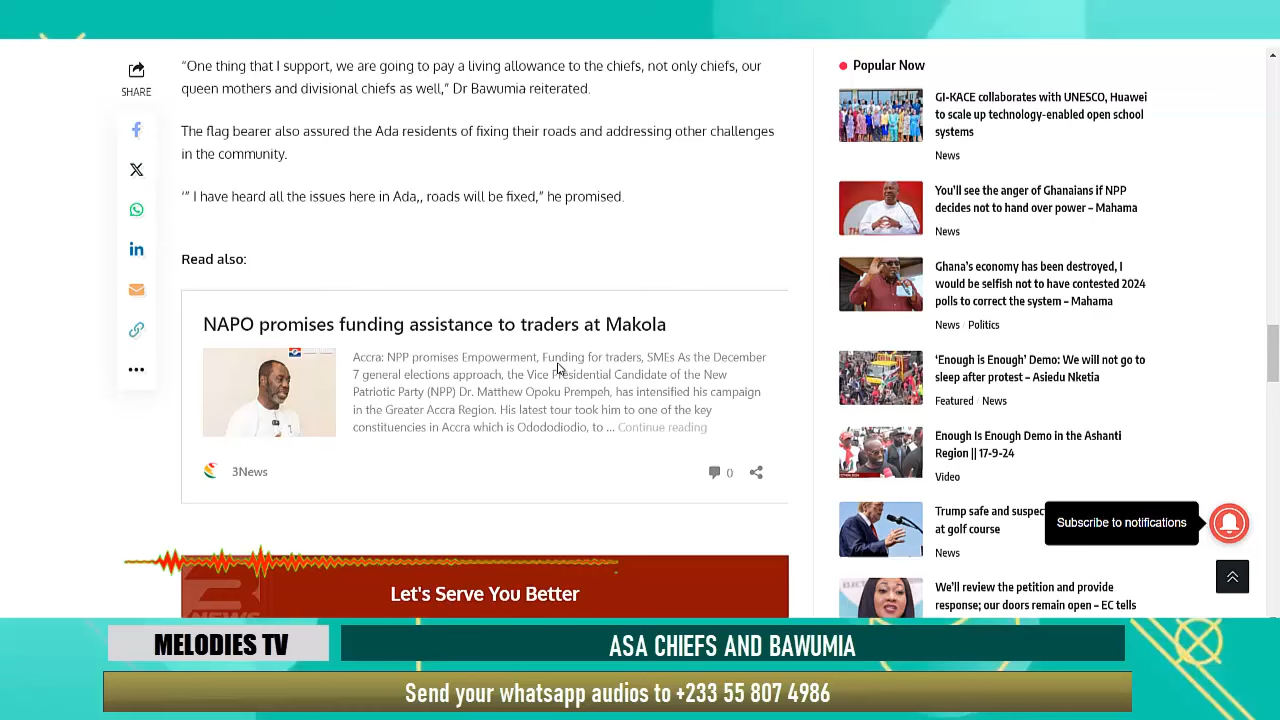 SHARE
“One thing that I support, we are going to pay a living allowance to the chiefs, not only chiefs, our
queen mothers and divisional chiefs as well,” Dr Bawumia reiterated.
The flag bearer also assured the Ada residents of fixing their roads and addressing other challenges
in the community.
‘” I have heard all the issues here in Ada,, roads will be fixed,” he promised.
Read also:
NAPO promises funding assistance to traders at Makola
Accra: NPP promises Empowerment, Funding for traders, SMEs As the December
7 general elections approach, the Vice Presidential Candidate of the New
Patriotic Party (NPP) Dr. Matthew Opoku Prempeh, has intensified his campaign
in the Greater Accra Region. His latest tour took him to one of the key
constituencies in Accra which is Odododiodio, to ... Continue reading
3News
0
Let's Serve You Better
Popular Now
GI-KACE collaborates with UNESCO, Huawei
to scale up technology-enabled open school
systems
News
You’ll see the anger of Ghanaians if NPP
decides not to hand over power – Mahama
News
Ghana’s economy has been destroyed, I
would be selfish not to have contested 2024
polls to correct the system – Mahama
News / Politics
‘Enough is Enough’ Demo: We will not go to
sleep after protest – Asiedu Nketia
Featured / News
Enough Is Enough Demo in the Ashanti
Region || 17-9-24
Video
Trump safe and suspec
at golf course
News
Subscribe to notifications
We’ll review the petition and provide
response; our doors remain open – EC tells
MELODIES TV
ASA CHIEFS AND BAWUMIA
Send your whatsapp audios to +233 55 807 4986